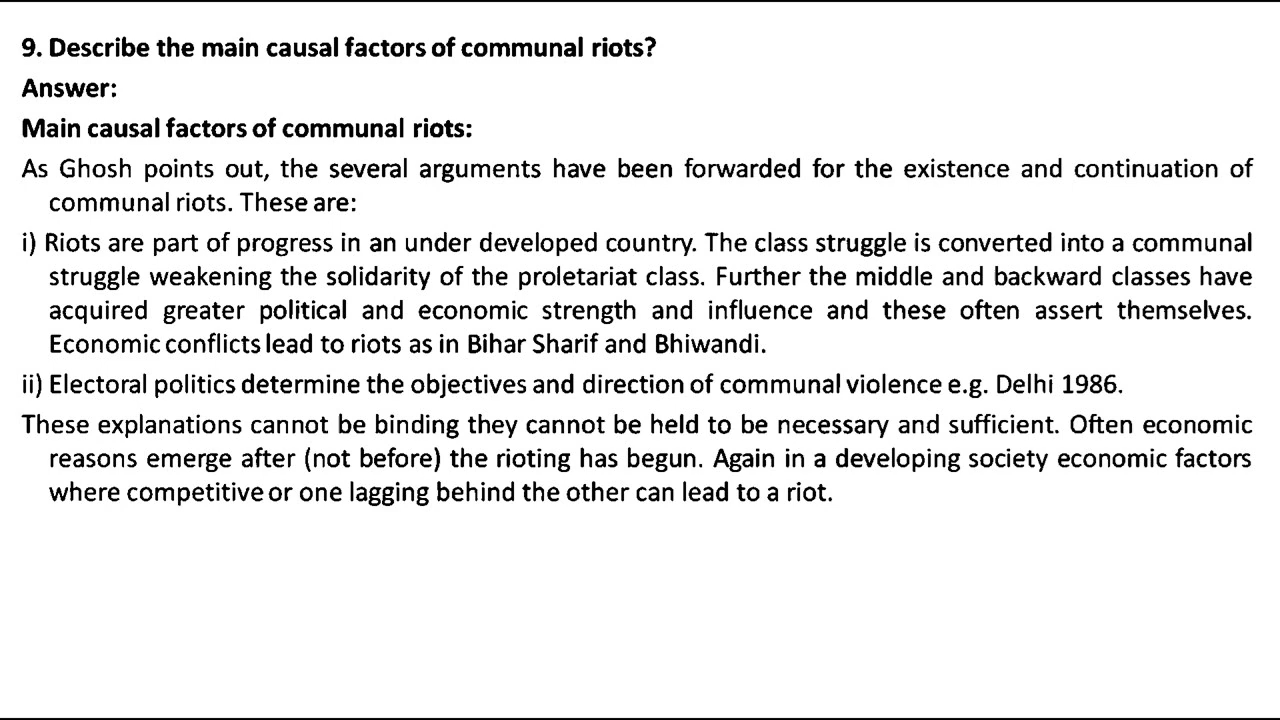 9. Describe the main causal factors of communal riots?
Answer:
Main causal factors of communal riots:
As Ghosh points out, the several arguments have been forwarded for the existence and continuation of
communal riots. These are:
i) Riots are part of progress in an under developed country. The class struggle is converted into a communal
struggle weakening the solidarity of the proletariat class. Further the middle and backward classes have
acquired greater political and economic strength and influence and these often assert themselves.
Economic conflicts lead to riots as in Bihar Sharif and Bhiwandi.
ii) Electoral politics determine the objectives and direction of communal violence e.g. Delhi 1986.
These explanations cannot be binding they cannot be held to be necessary and sufficient. Often economic
reasons emerge after (not before) the rioting has begun. Again in a developing society economic factors
where competitive or one lagging behind the other can lead to a riot.